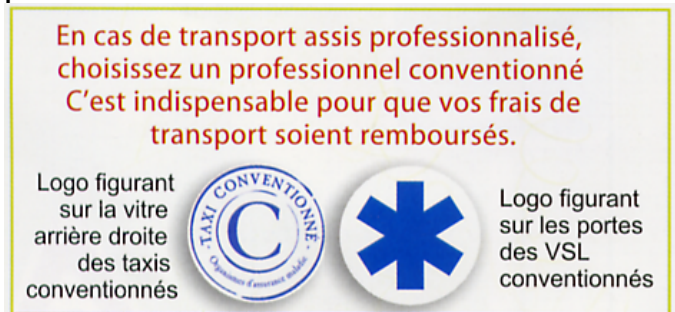 En cas de transport assis professionnalisé,
choisissez un professionnel conventionné
C'est indispensable pour que vos frais de
transport soient remboursés.
Logo figurant
sur la vitre
arrière droite
des taxis
conventionnés
· TAXI CONVENTIONNÉ ·
C
Organismes d'assurance maladie
Logo figurant
sur les portes
des VSL
conventionnés